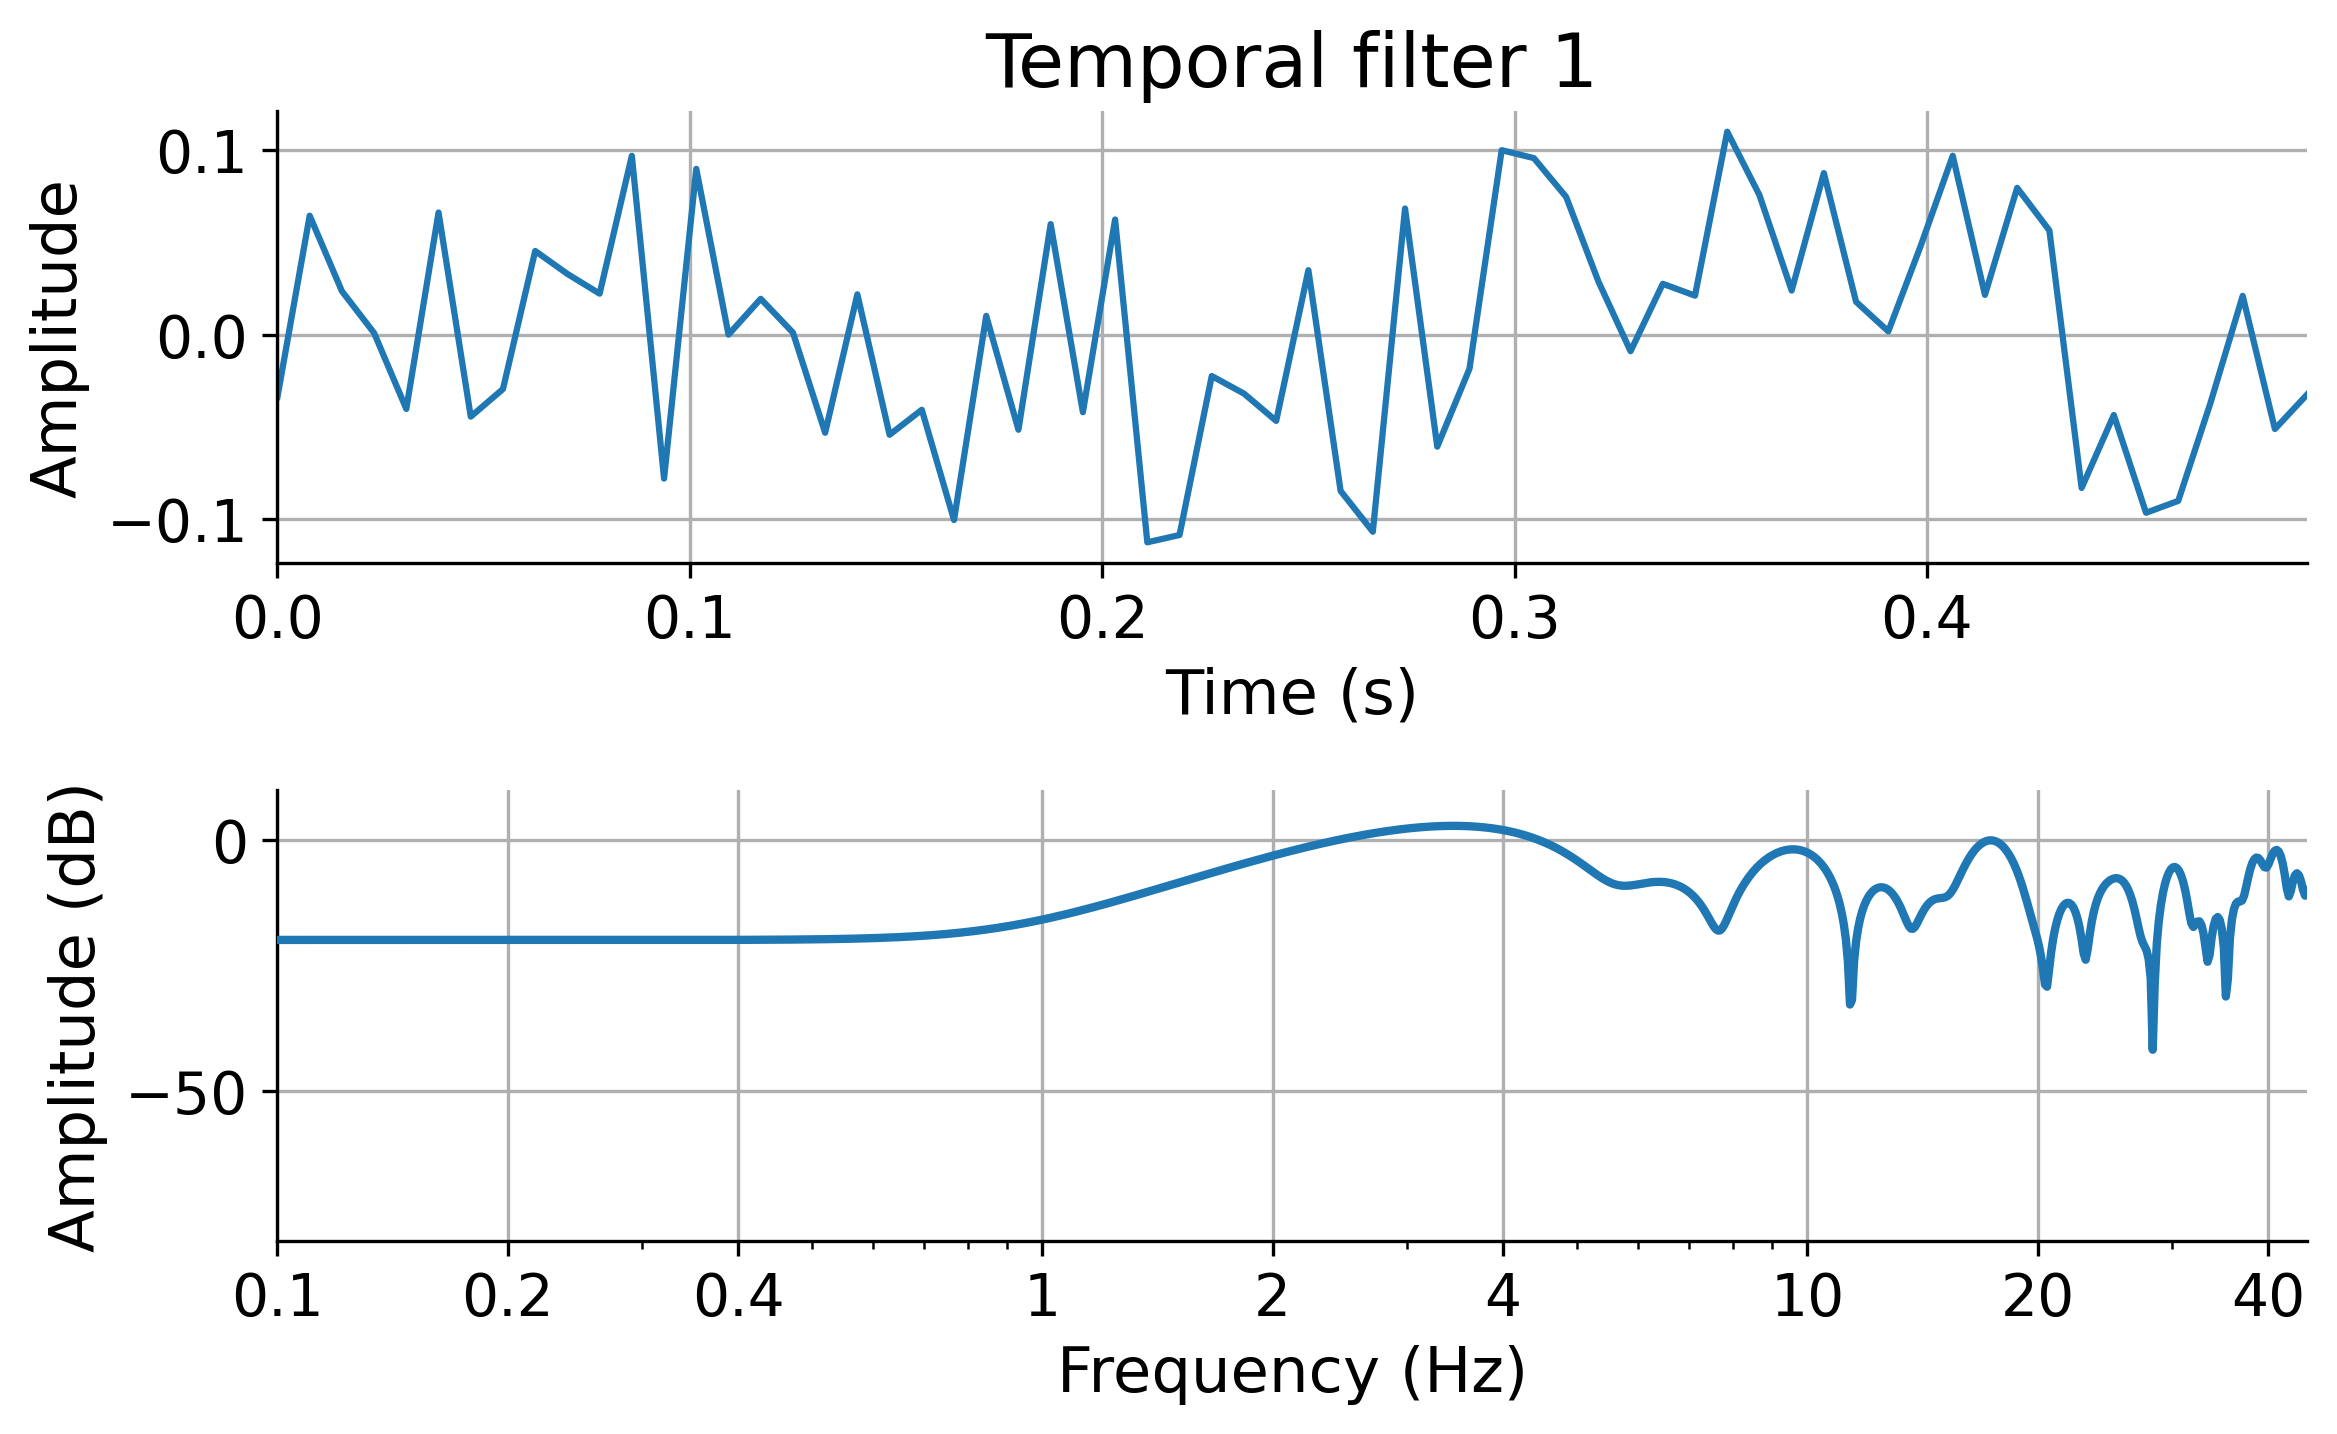 Temporal filter 1
Amplitude
0.1
0.0
−0.1
0.0 0.1 0.2 0.3 0.4
Time (s)
Amplitude (dB)
0
−50
0.1 0.2 0.4 1 2 4 10 20 40
Frequency (Hz)